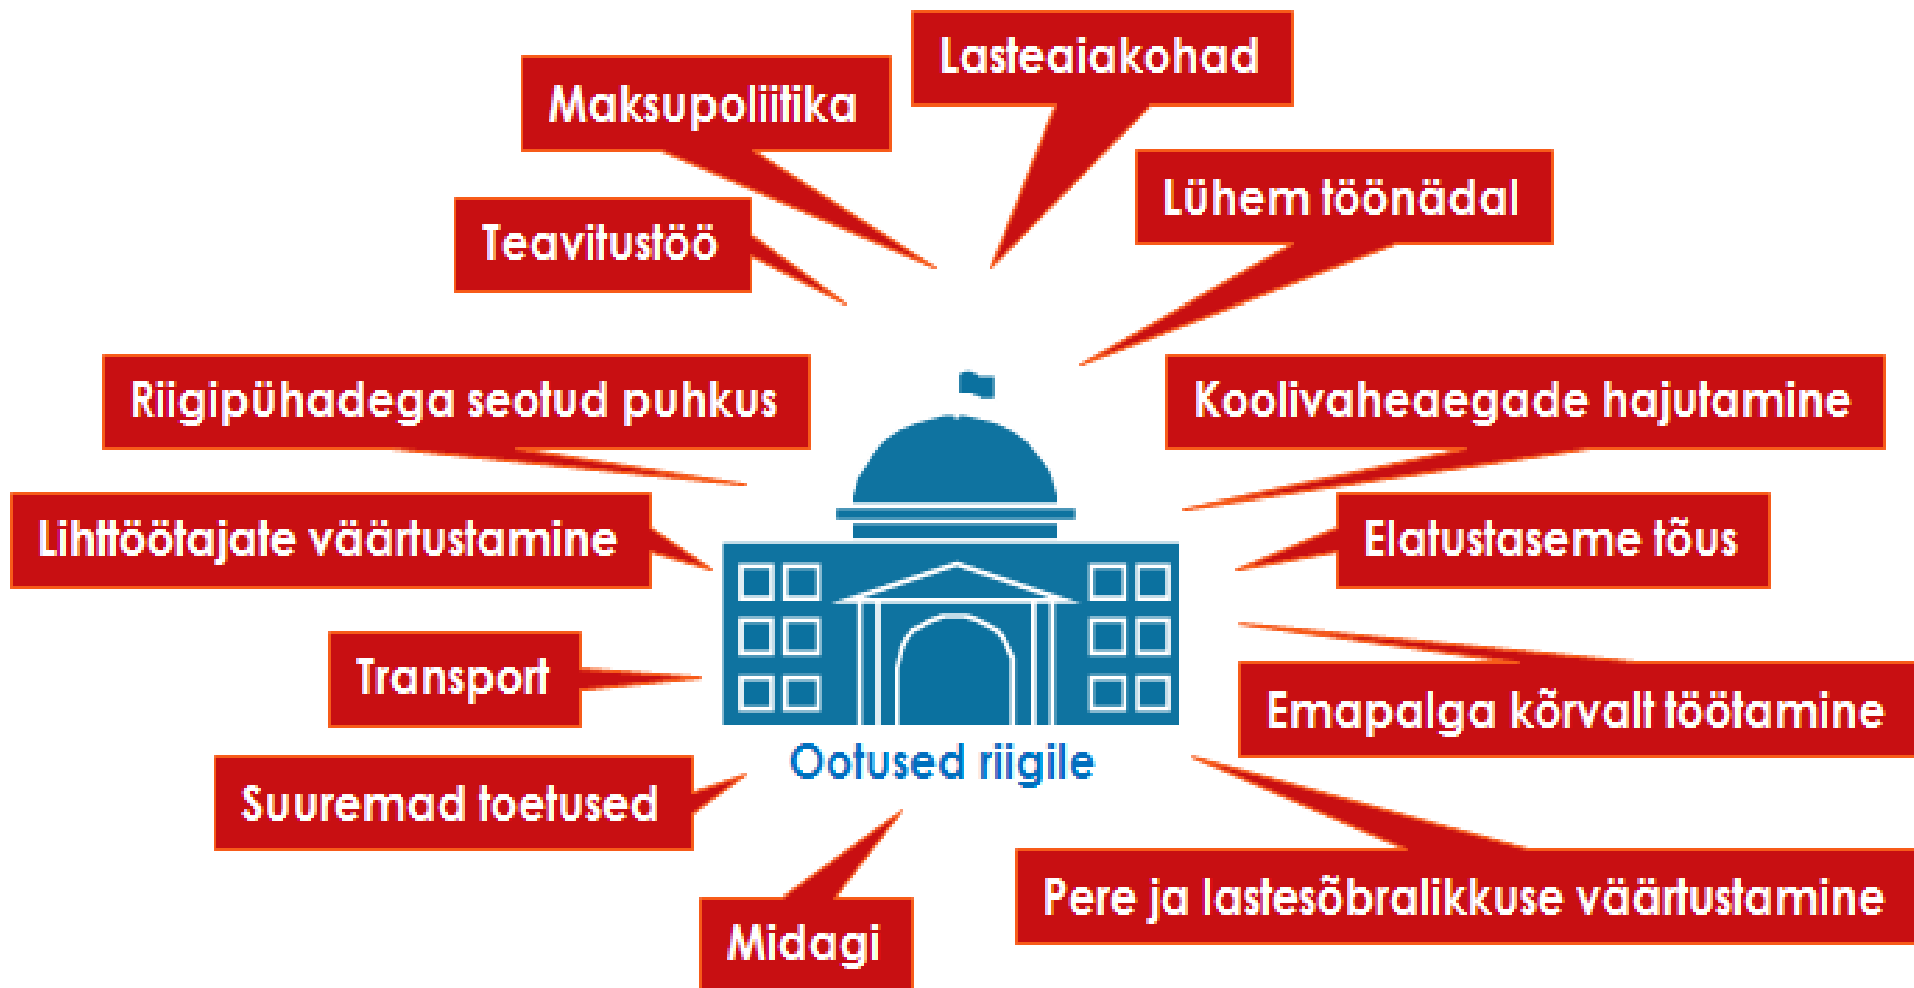 Lasteaiakohad
Maksupoliitika
Lühem töönädal
Teavitustöö
Riigipühadega seotud puhkus
Koolivaheaegade hajutamine
Lihttöötajate väärtustamine
Elatustaseme tõus
Transport
Emapalga kõrvalt töötamine
Ootused riigile
Suuremad toetused
Pere ja lastesõbralikkuse väärtustamine
Midagi